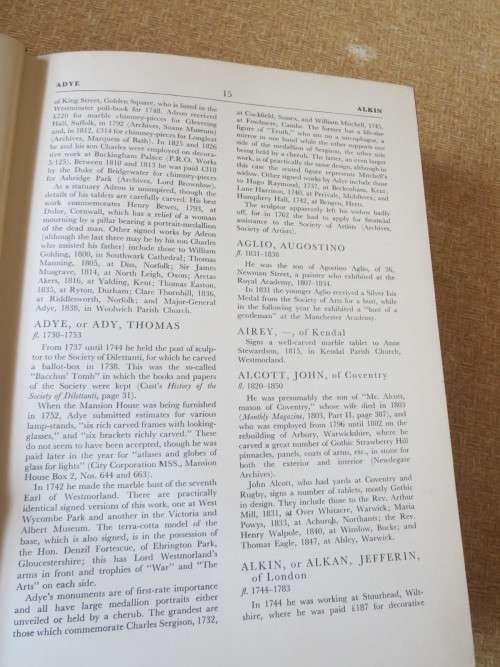 ADYE
15
ALKIN
of King Street, Golden Square, who is listed in the
Westminster poll-book for 1748. Adron received
£220 for marble chimney-pieces for Glevering
Hall, Suffolk, in 1792 (Archives, Soane Museum)
and, in 1812, £314 for chimney-pieces for Longleat
(Archives, Marquess of Bath). In 1825 and 1826
he and his son Charles were employed on decora-
tive work at Buckingham Palace (P.R.O. Works
5/125). Between 1810 and 1813 he was paid £318
by the Duke of Bridgewater for chimney-pieces
for Ashridge Park (Archives, Lord Brownlow).
As a statuary Adron is uninspired, though the
details of his tablets are carefully carved. His best
work commemorates Henry Bewes, 1793, at
Duloe, Cornwall, which has a relief of a woman
mourning by a pillar bearing a portrait-medallion
of the dead man. Other signed works by Adron
(although the last three may be by his son Charles
who assisted his father) include those to William
Golding, 1800, in Southwark Cathedral; Thomas
Manning, 1805, at Diss, Norfolk; Sir James
Musgrave, 1814, at North Leigh, Oxon; Aretas
Akers, 1816, at Yalding, Kent; Thomas Easton,
1835, at Ryton, Durham; Clare Thornhill, 1836,
at Riddlesworth, Norfolk; and Major-General
Adye, 1838, in Woolwich Parish Church.
ADYE, or ADY, THOMAS
fl. 1730–1753
From 1737 until 1744 he held the post of sculp-
tor to the Society of Dilettanti, for which he carved
a ballot-box in 1738. This was the so-called
"Bacchus' Tomb" in which the books and papers
of the Society were kept (Cust's History of the
Society of Dilettanti, page 31).
When the Mansion House was being furnished
in 1752, Adye submitted estimates for various
lamp-stands, "six rich carved frames with looking-
glasses," and "six brackets richly carved." These
do not seem to have been accepted, though he was
paid later in the year for "atlases and globes of
glass for lights" (City Corporation MSS., Mansion
House Box 2, Nos. 644 and 663).
In 1742 he made the marble bust of the seventh
Earl of Westmorland. There are practically
identical signed versions of this work, one at West
Wycombe Park and another in the Victoria and
Albert Museum. The terra-cotta model of the
base, which is also signed, is in the possession of
the Hon. Denzil Fortescue, of Ebrington Park,
Gloucestershire; this has Lord Westmorland's
arms in front and trophies of "War" and "The
Arts" on each side.
Adye's monuments are of first-rate importance
and all have large medallion portraits either
unveiled or held by a cherub. The grandest are
those which commemorate Charles Sergison, 1732,
at Cuckfield, Sussex, and William Mitchell, 1745,
at Fowlmere, Cambs. The former has a life-size
figure of "Truth," who sits on a sarcophagus, a
mirror in one hand while the other supports one
side of the medallion of Sergison, the other side
being held by a cherub. The latter, an even larger
work, is of practically the same design, although in
this case the seated figure represents Mitchell's
widow. Other signed works by Adye include those
to Hugo Raymond, 1737, at Beckenham, Kent;
Lane Harrison, 1740, at Perivale, Middlesex; and
Humphery Hall, 1742, at Bengeo, Herts.
The sculptor apparently left his widow badly
off, for in 1762 she had to apply for financial
assistance to the Society of Artists (Archives,
Society of Artists).
AGLIO, AUGOSTINO
fl. 1831–1836
He was the son of Agostino Aglio, of 36,
Newman Street, a painter who exhibited at the
Royal Academy, 1807–1834.
In 1831 the younger Aglio received a Silver Isis
Medal from the Society of Arts for a bust, while
in the following year he exhibited a "bust of a
gentleman" at the Manchester Academy.
AIREY, —, of Kendal
Signs a well-carved marble tablet to Anne
Stewardson, 1815, in Kendal Parish Church,
Westmorland.
ALCOTT, JOHN, of Coventry
fl. 1820–1850
He was presumably the son of "Mr. Alcott,
mason of Coventry," whose wife died in 1803
(Monthly Magazine, 1803, Part II, page 387), and
who was employed from 1796 until 1802 on the
rebuilding of Arbury, Warwickshire, where he
carved a great number of Gothic Strawberry Hill
pinnacles, panels, coats of arms, etc., in stone for
both the exterior and interior (Newdegate
Archives).
John Alcott, who had yards at Coventry and
Rugby, signs a number of tablets, mostly Gothic
in design. They include those to the Rev. Arthur
Mill, 1831, at Over Whitacre, Warwick; Maria
Powys, 1833, at Achurch, Northants; the Rev.
Henry Walpole, 1840, at Winslow, Bucks; and
Thomas Eagle, 1847, at Abley, Warwick.
ALKIN, or ALKAN, JEFFERIN,
of London
fl. 1744–1783
In 1744 he was working at Stourhead, Wilt-
shire, where he was paid £187 for decorative